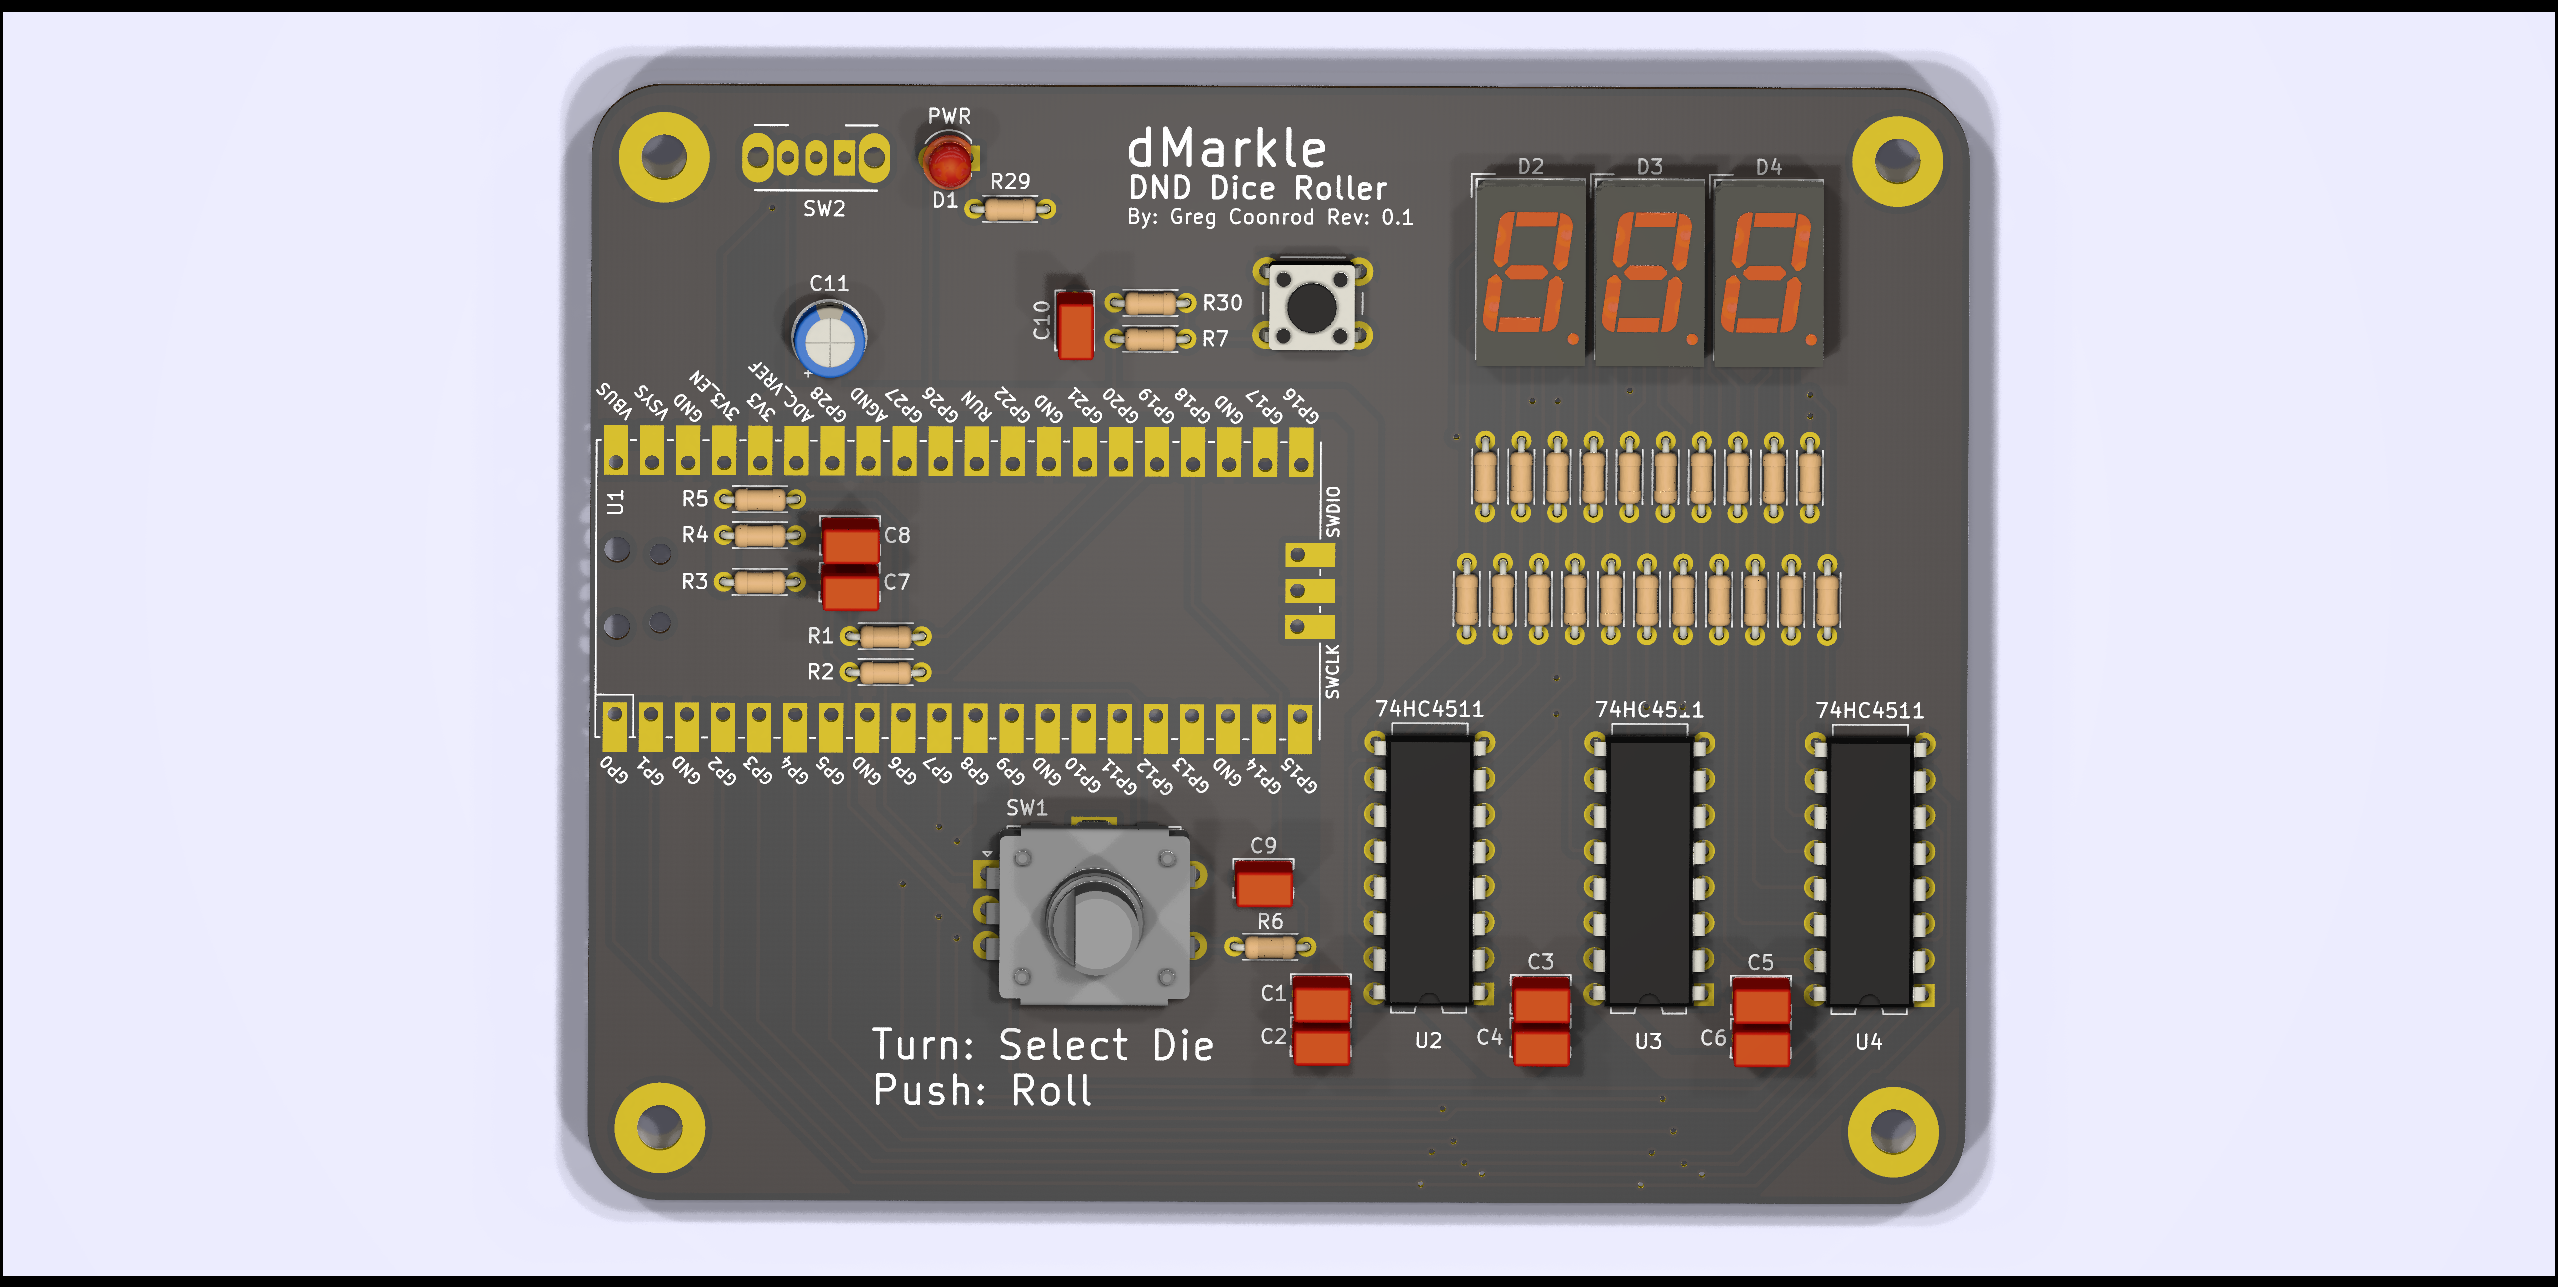 PWR
D1
R29
SW2
dMarkle
DND Dice Roller
By: Greg Coonrod Rev: 0.1
D2
D3
D4
C11
+
C10
R30
R7
VBUS
VSYS
GND
3V3_EN
3V3
ADC_VREF
GP28
AGND
GP27
GP26
RUN
GP22
GND
GP21
GP20
GP19
GP18
GND
GP17
GP16
U1
R5
R4
R3
C8
C7
R1
R2
SWDIO
SWCLK
GP0
GP1
GND
GP2
GP3
GP4
GP5
GND
GP6
GP7
GP8
GP9
GND
GP10
GP11
GP12
GP13
GND
GP14
GP15
74HC4511
74HC4511
74HC4511
SW1
C9
R6
C1
C2
C3
C4
C5
C6
U2
U3
U4
Turn: Select Die
Push: Roll